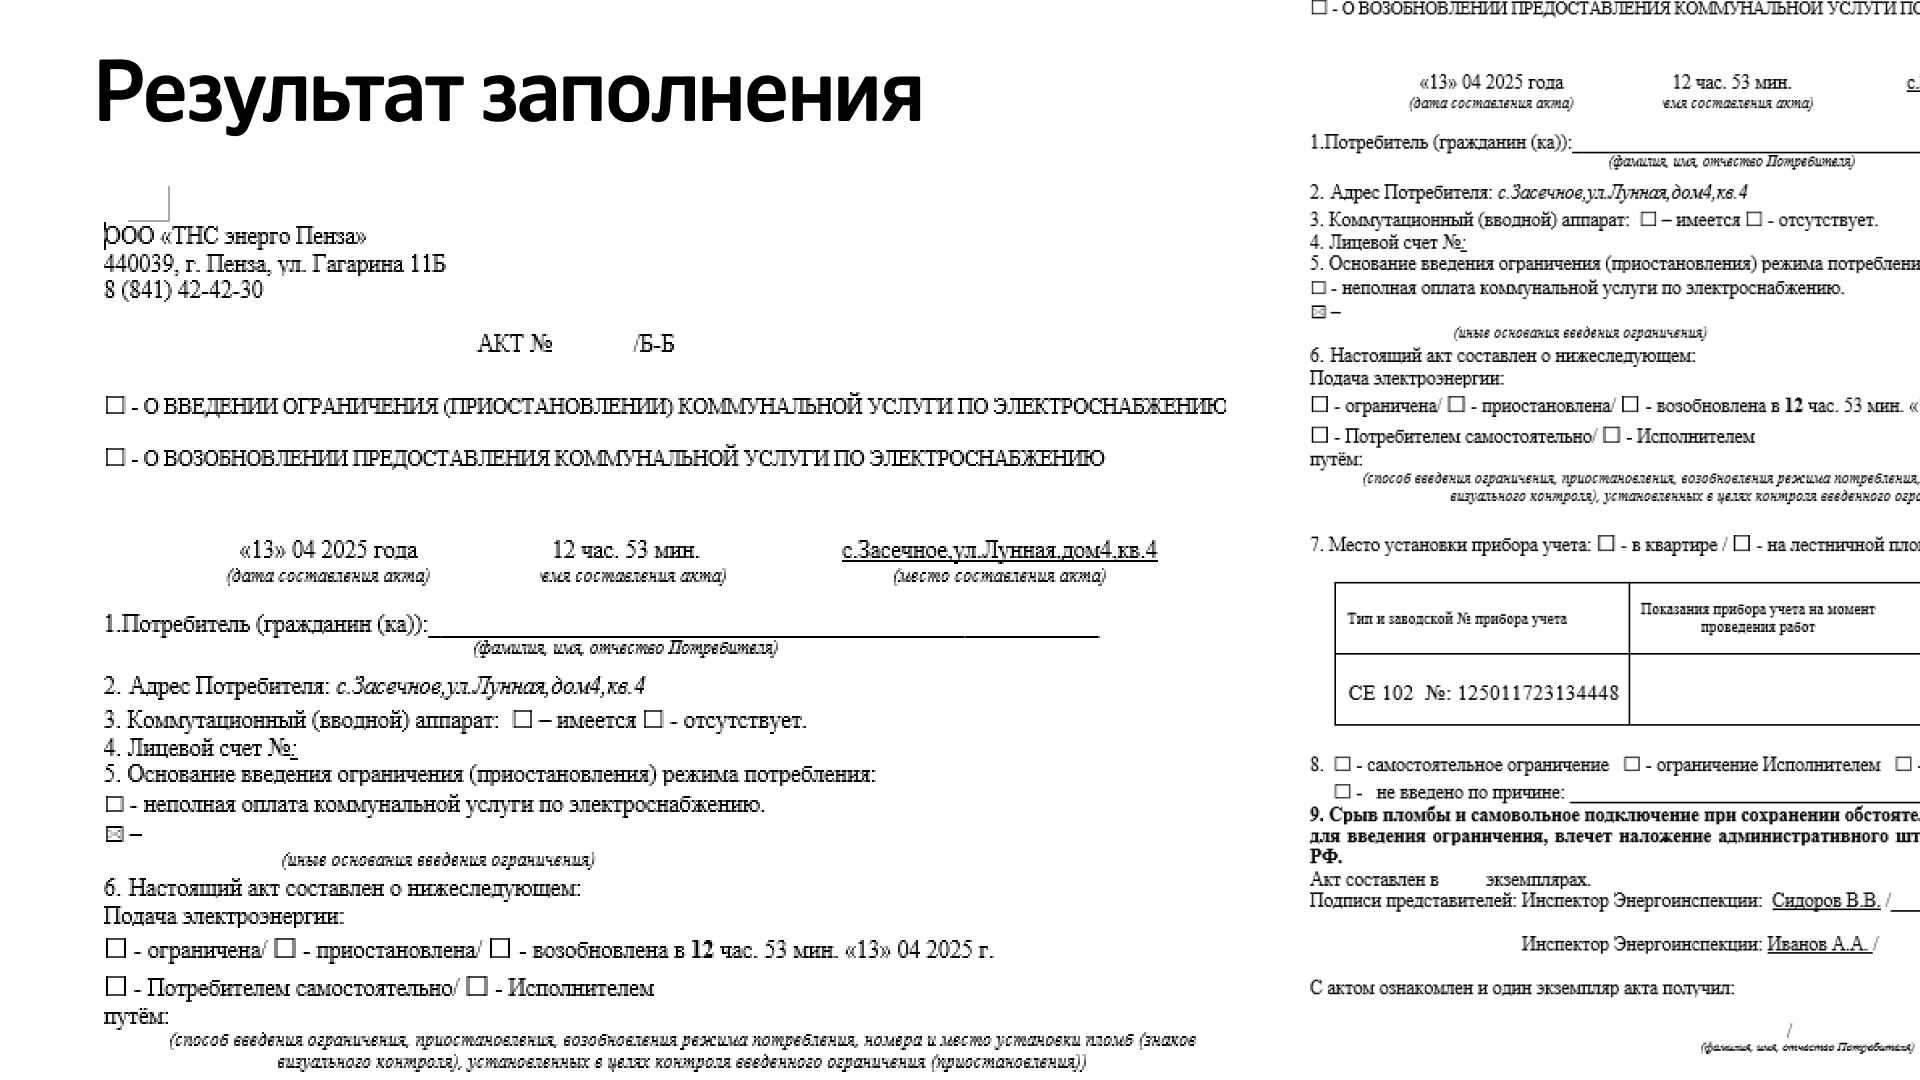 Результат заполнения
ООО «ТНС энерго Пенза»
440039, г. Пенза, ул. Гагарина 11Б
8 (841) 42-42-30
АКТ № /Б-Б
☐ - О ВВЕДЕНИИ ОГРАНИЧЕНИЯ (ПРИОСТАНОВЛЕНИИ) КОММУНАЛЬНОЙ УСЛУГИ ПО ЭЛЕКТРОСНАБЖЕНИЮ
☐ - О ВОЗОБНОВЛЕНИИ ПРЕДОСТАВЛЕНИЯ КОММУНАЛЬНОЙ УСЛУГИ ПО ЭЛЕКТРОСНАБЖЕНИЮ
«13» 04 2025 года 12 час. 53 мин. с.Засечное,ул.Лунная,дом4,кв.4
(дата составления акта) емя составления акта) (место составления акта)
1.Потребитель (гражданин (ка)):
(фамилия, имя, отчество Потребителя)
2. Адрес Потребителя: с.Засечное,ул.Лунная,дом4,кв.4
3. Коммутационный (вводной) аппарат: ☐ – имеется ☐ - отсутствует.
4. Лицевой счет №:
5. Основание введения ограничения (приостановления) режима потребления:
☐ - неполная оплата коммунальной услуги по электроснабжению.
☒ –
(иные основания введения ограничения)
6. Настоящий акт составлен о нижеследующем:
Подача электроэнергии:
☐ - ограничена/ ☐ - приостановлена/ ☐ - возобновлена в 12 час. 53 мин. «13» 04 2025 г.
☐ - Потребителем самостоятельно/ ☐ - Исполнителем
путём:
(способ введения ограничения, приостановления, возобновления режима потребления, номера и место установки пломб (знаков
визуального контроля), установленных в целях контроля введенного ограничения (приостановления))
☐ - О ВОЗОБНОВЛЕНИИ ПРЕДОСТАВЛЕНИЯ КОММУНАЛЬНОЙ УСЛУГИ ПО
«13» 04 2025 года 12 час. 53 мин. с.
(дата составления акта) емя составления акта)
1.Потребитель (гражданин (ка)):
(фамилия, имя, отчество Потребителя)
2. Адрес Потребителя: с.Засечное,ул.Лунная,дом4,кв.4
3. Коммутационный (вводной) аппарат: ☐ – имеется ☐ - отсутствует.
4. Лицевой счет №:
5. Основание введения ограничения (приостановления) режима потреблени
☐ - неполная оплата коммунальной услуги по электроснабжению.
☒ –
(иные основания введения ограничения)
6. Настоящий акт составлен о нижеследующем:
Подача электроэнергии:
☐ - ограничена/ ☐ - приостановлена/ ☐ - возобновлена в 12 час. 53 мин. «
☐ - Потребителем самостоятельно/ ☐ - Исполнителем
путём:
(способ введения ограничения, приостановления, возобновления режима потребления,
визуального контроля), установленных в целях контроля введенного огра
7. Место установки прибора учета: ☐ - в квартире / ☐ - на лестничной пло
Тип и заводской № прибора учета
Показания прибора учета на момент
проведения работ
СЕ 102 №: 125011723134448
8. ☐ - самостоятельное ограничение ☐ - ограничение Исполнителем ☐ -
☐ - не введено по причине:
9. Срыв пломбы и самовольное подключение при сохранении обстояте
для введения ограничения, влечет наложение административного шт
РФ.
Акт составлен в экземплярах.
Подписи представителей: Инспектор Энергоинспекции: Сидоров В.В. /
Инспектор Энергоинспекции: Иванов А.А. /
С актом ознакомлен и один экземпляр акта получил:
/
(фамилия, имя, отчество Потребителя)